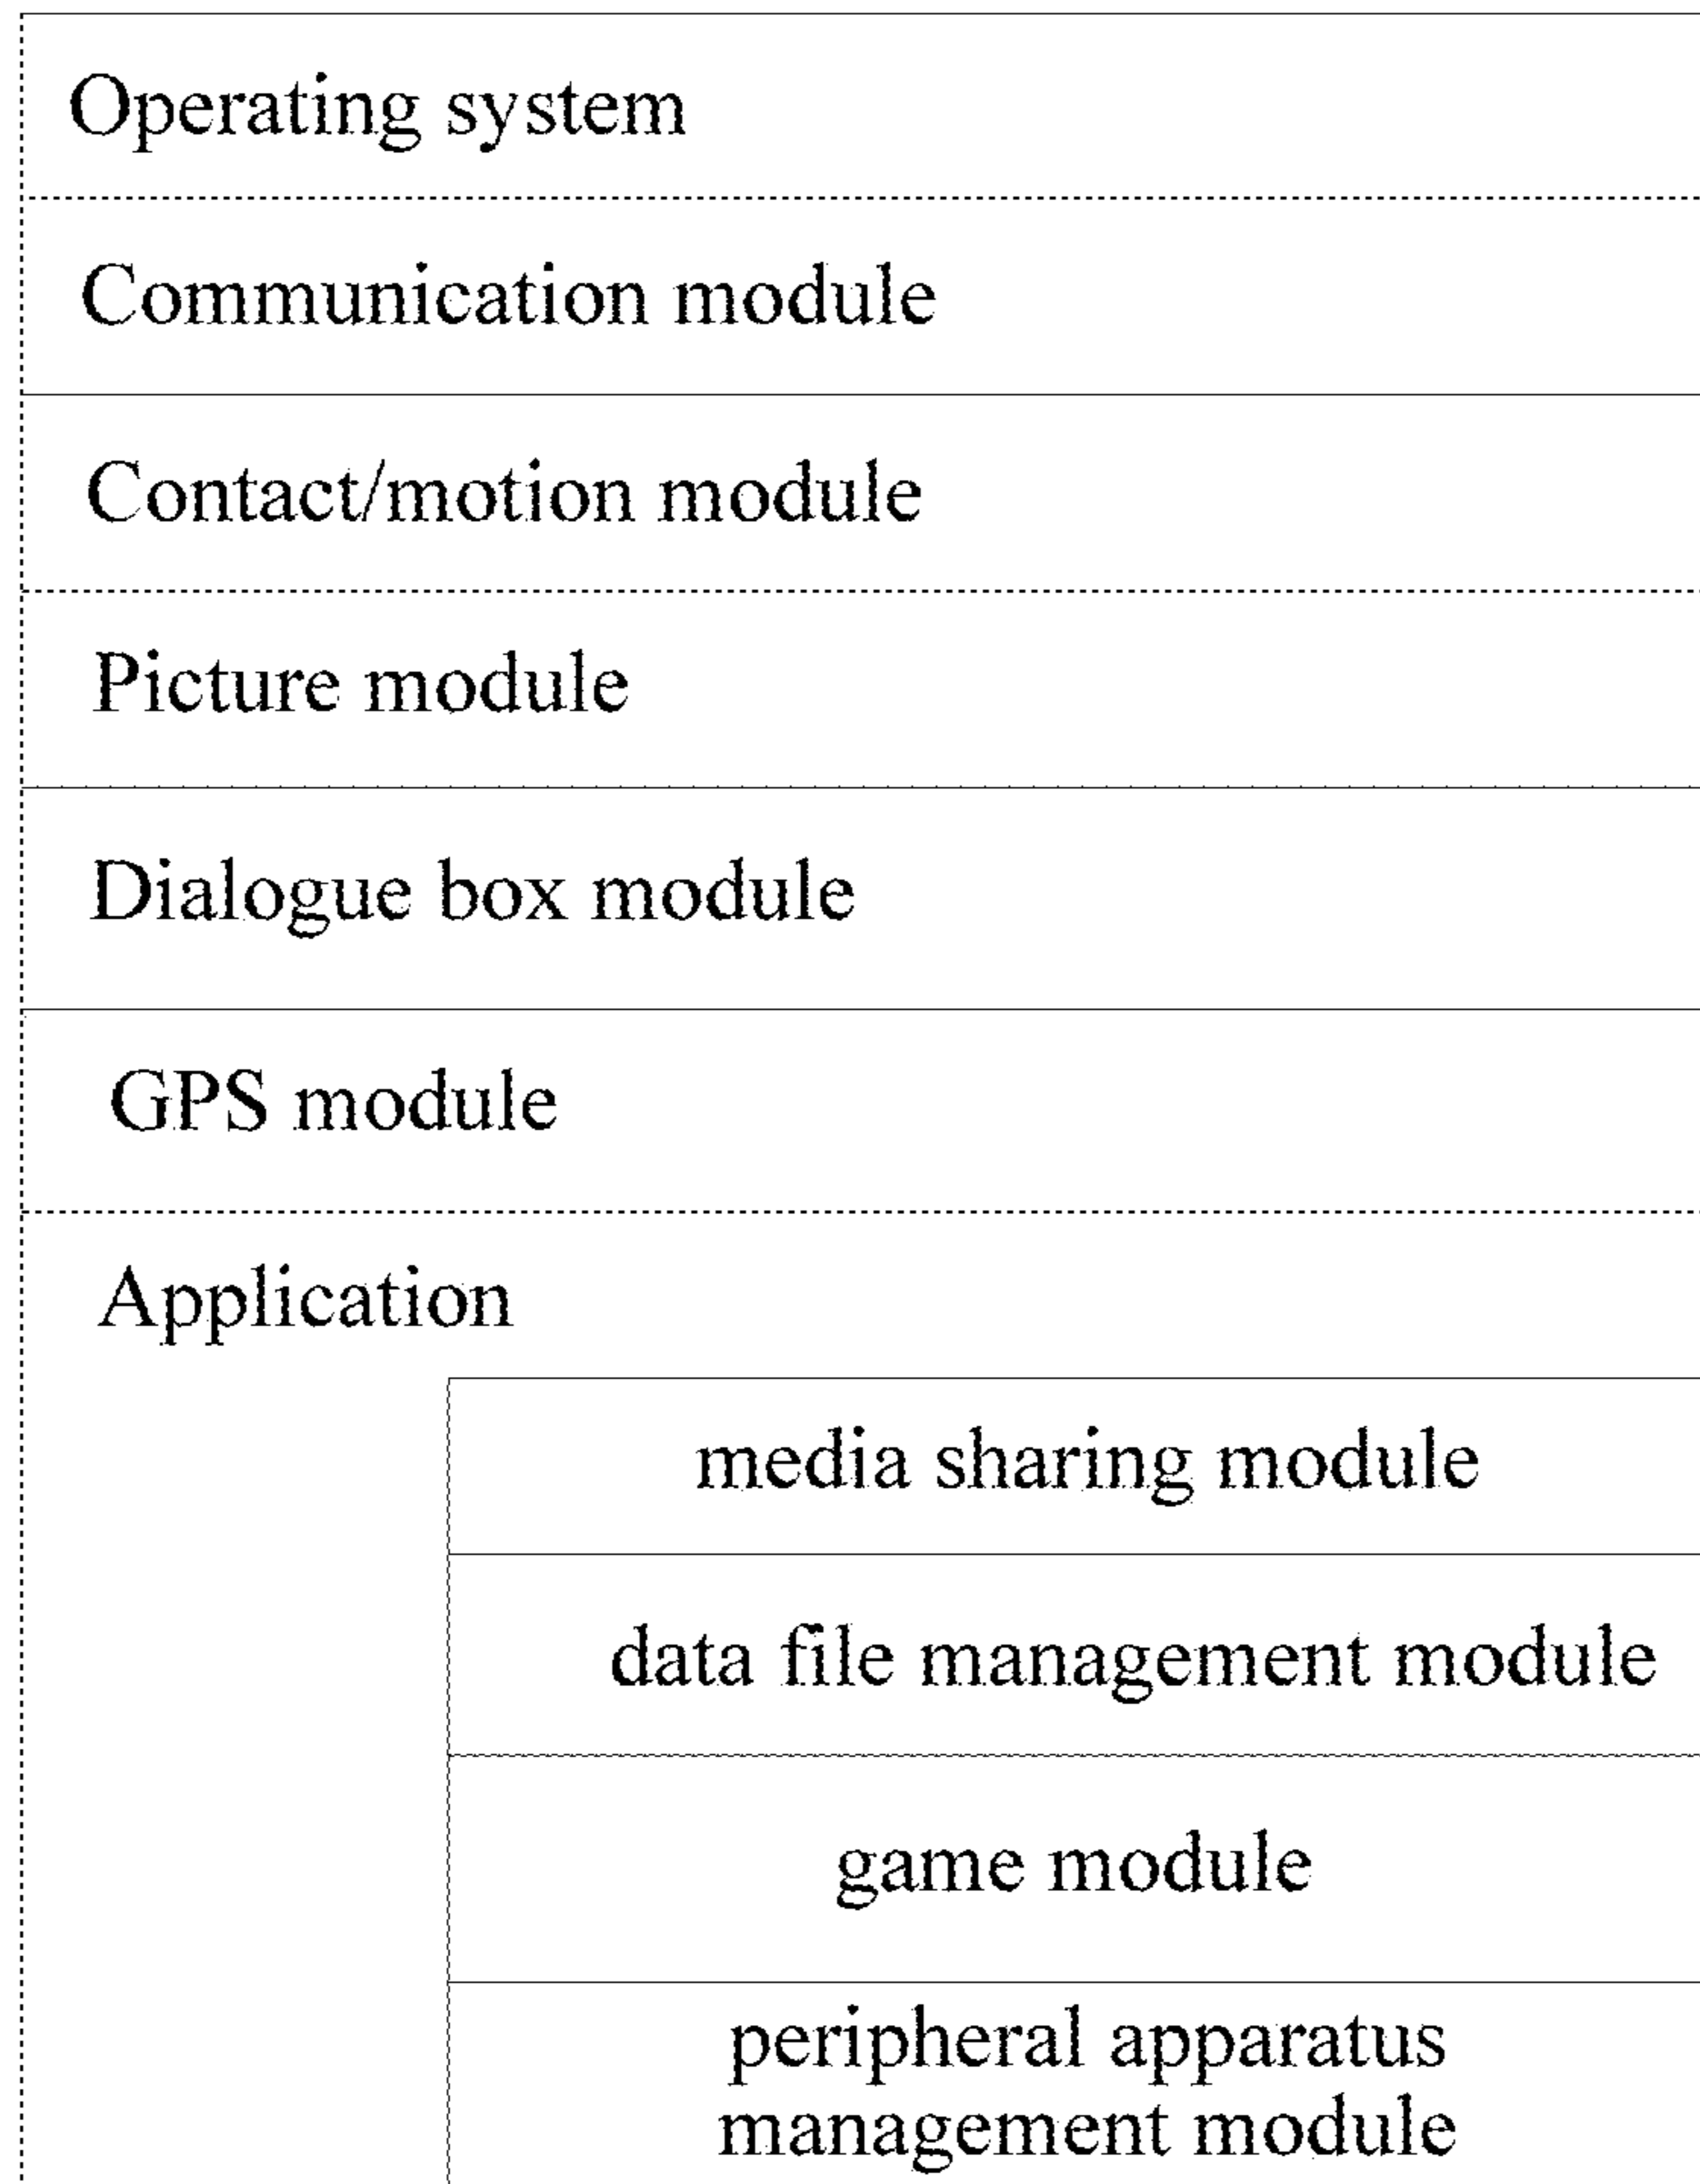 Operating system
Communication module
Contact/motion module
Picture module
Dialogue box module
GPS module
Application
media sharing module
data file management module
game module
peripheral apparatus
management module